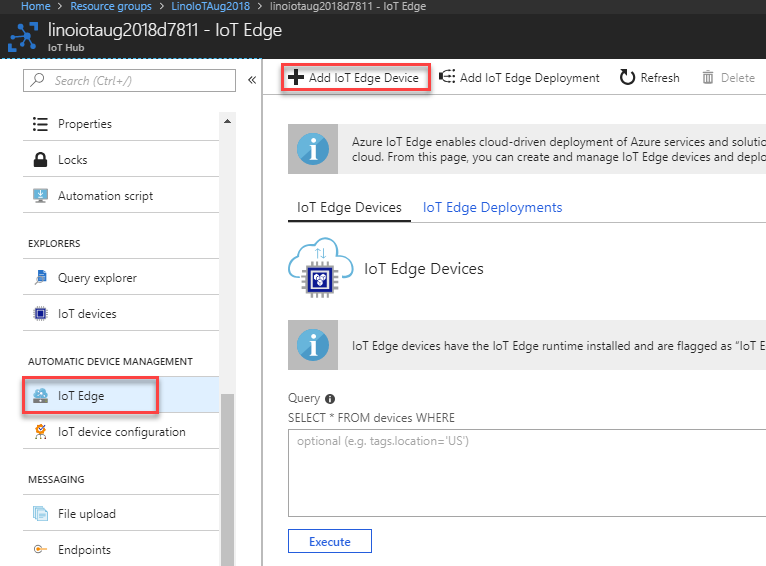 Home > Resource groups > LinoIoTAug2018 > linoiotaug2018d7811 - IoT Edge
linoiotaug2018d7811 - IoT Edge
IoT Hub
Search (Ctrl+/)
«
Properties
Locks
Automation script
EXPLORERS
Query explorer
IoT devices
AUTOMATIC DEVICE MANAGEMENT
IoT Edge
IoT device configuration
MESSAGING
File upload
Endpoints
Add IoT Edge Device
Add IoT Edge Deployment
Refresh
Delete
Azure IoT Edge enables cloud-driven deployment of Azure services and solutio
cloud. From this page, you can create and manage IoT Edge devices and deplo
IoT Edge Devices
IoT Edge Deployments
IoT Edge Devices
IoT Edge devices have the IoT Edge runtime installed and are flagged as “IoT E
Query
SELECT * FROM devices WHERE
optional (e.g. tags.location='US')
Execute